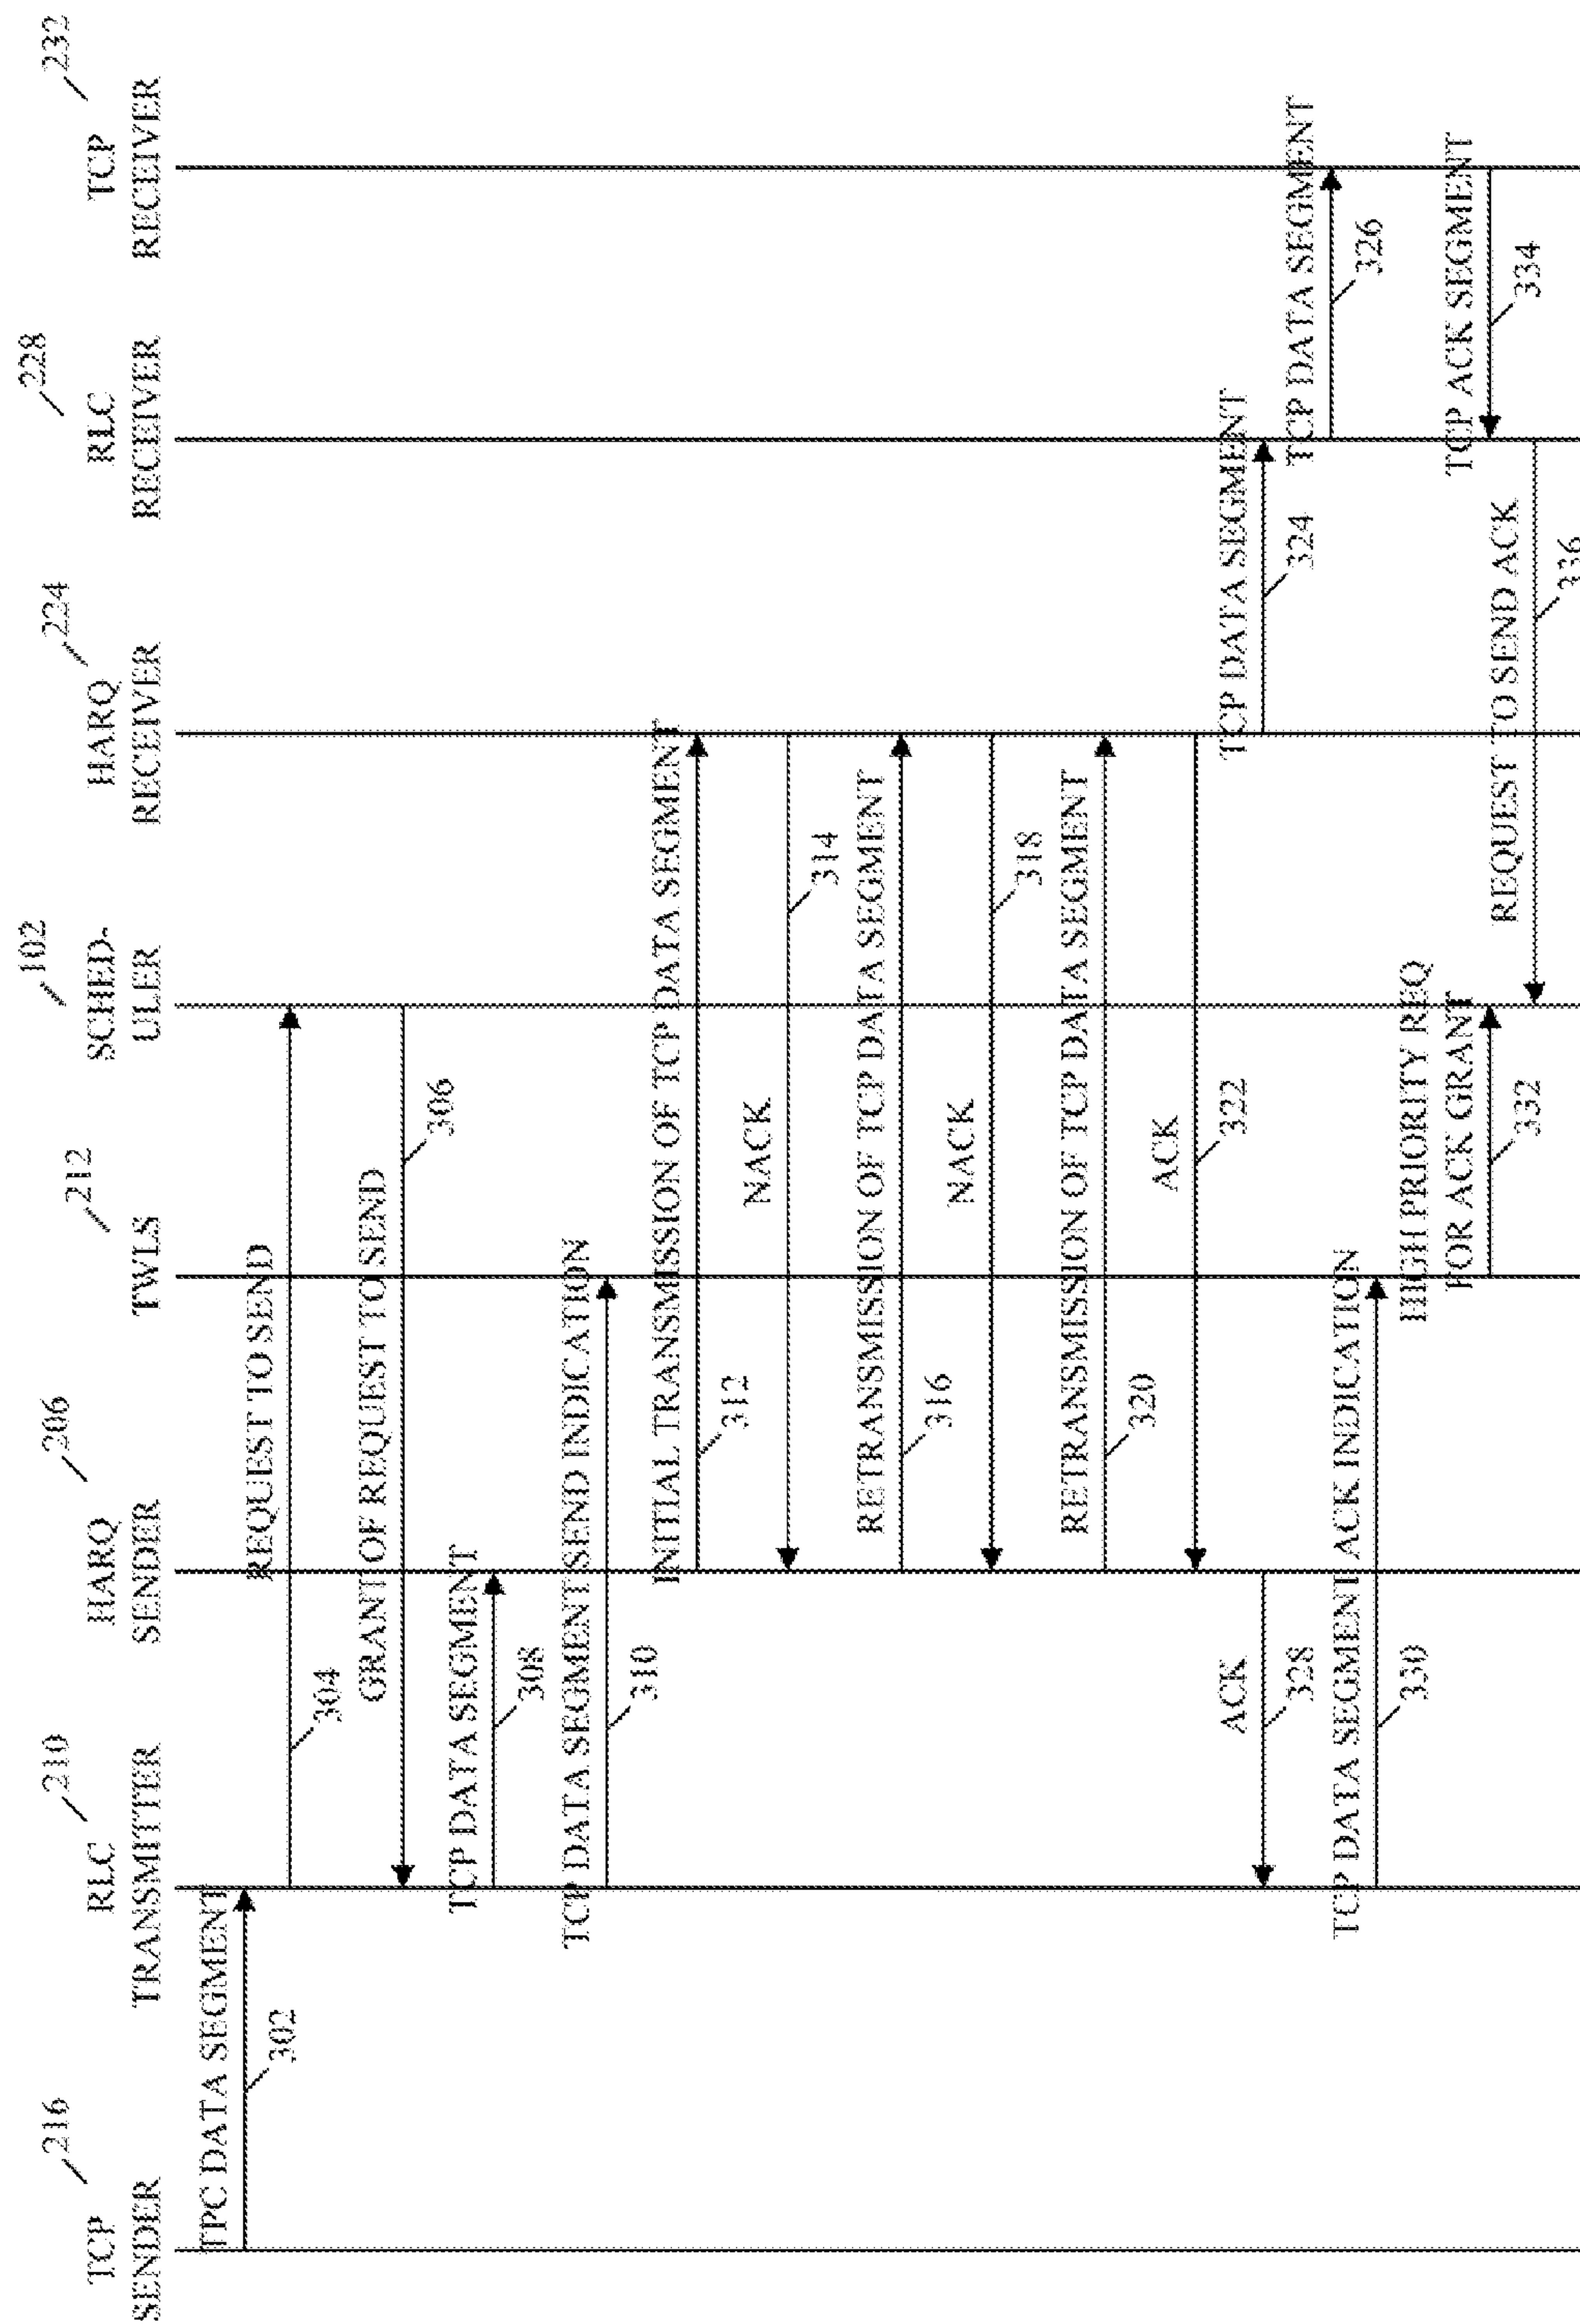 TCP
SENDER
216
RLC
TRANSMITTER
210
HARQ
SENDER
206
TWLS
212
SCHED-
ULER
102
HARQ
RECEIVER
224
RLC
RECEIVER
228
TCP
RECEIVER
232
TPC DATA SEGMENT
302
REQUEST TO SEND
304
GRANT OF REQUEST TO SEND
306
TCP DATA SEGMENT
308
TCP DATA SEGMENT SEND INDICATION
310
INITIAL TRANSMISSION OF TCP DATA SEGMENT
312
NACK
314
RETRANSMISSION OF TCP DATA SEGMENT
316
NACK
318
RETRANSMISSION OF TCP DATA SEGMENT
320
ACK
322
TCP DATA SEGMENT
324
ACK
328
TCP DATA SEGMENT
326
TCP DATA SEGMENT ACK INDICATION
330
HIGH PRIORITY REQ
FOR ACK GRANT
332
TCP ACK SEGMENT
334
REQUEST TO SEND ACK
336